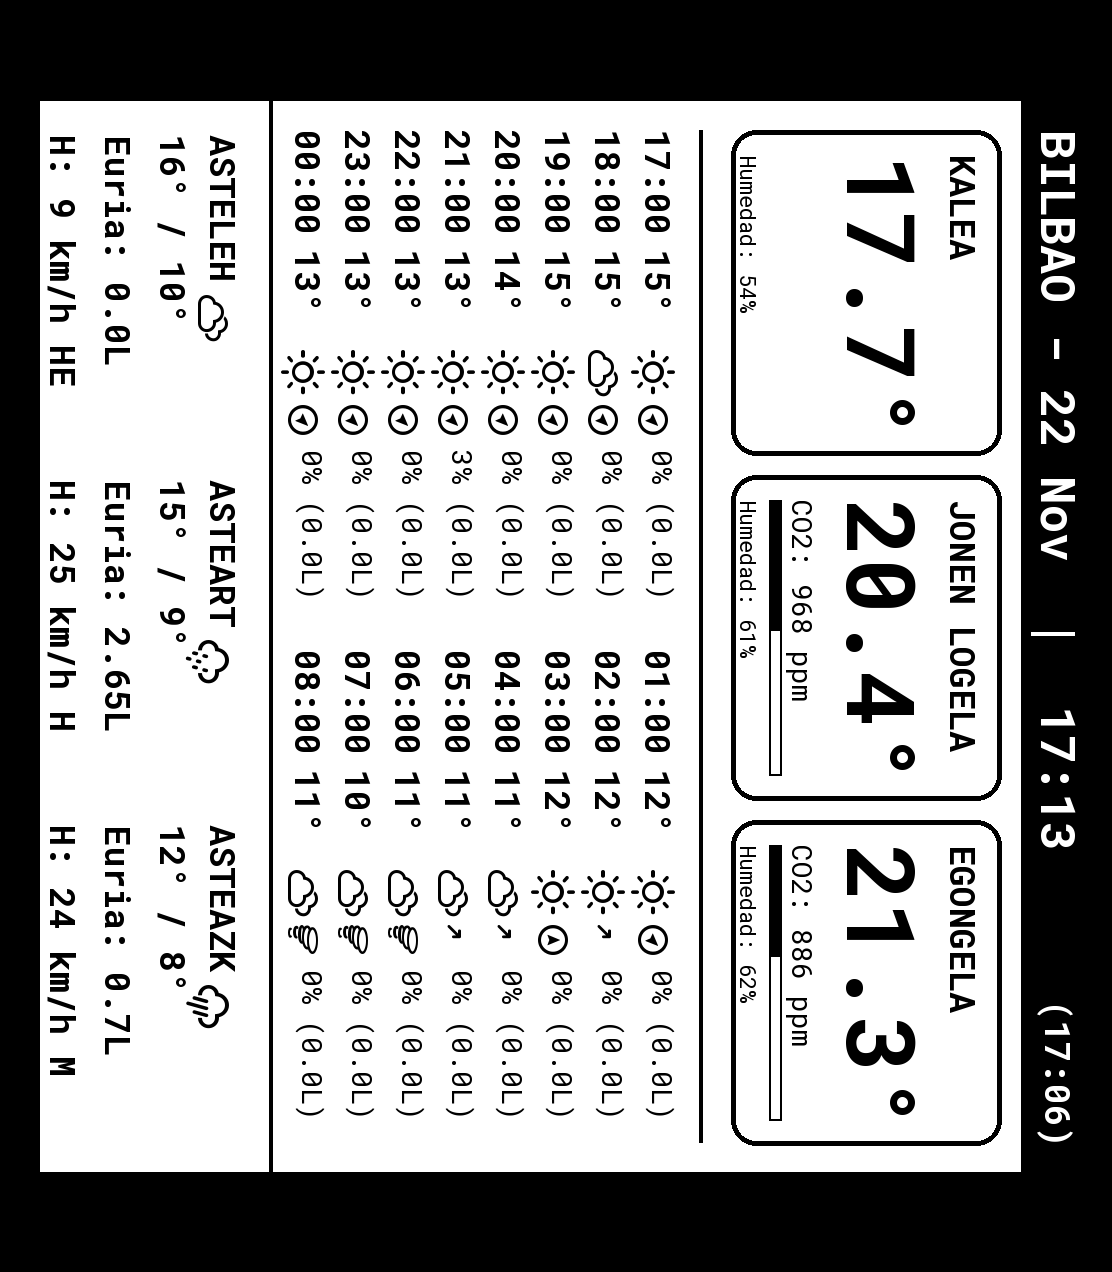 BILBAO - 22 Nov | 17:13 (17:06)
KALEA
17.7°
Humedad: 54%
JONEN LOGELA
20.4°
CO2: 968 ppm
Humedad: 61%
EGONGELA
21.3°
CO2: 886 ppm
Humedad: 62%
17:00 15° 0% (0.0L)
18:00 15° 0% (0.0L)
19:00 15° 0% (0.0L)
20:00 14° 0% (0.0L)
21:00 13° 3% (0.0L)
22:00 13° 0% (0.0L)
23:00 13° 0% (0.0L)
00:00 13° 0% (0.0L)
01:00 12° 0% (0.0L)
02:00 12° 0% (0.0L)
03:00 12° 0% (0.0L)
04:00 11° 0% (0.0L)
05:00 11° 0% (0.0L)
06:00 11° 0% (0.0L)
07:00 10° 0% (0.0L)
08:00 11° 0% (0.0L)
ASTELEH
16° / 10°
Euria: 0.0L
H: 9 km/h HE
ASTEART
15° / 9°
Euria: 2.65L
H: 25 km/h H
ASTEAZK
12° / 8°
Euria: 0.7L
H: 24 km/h M